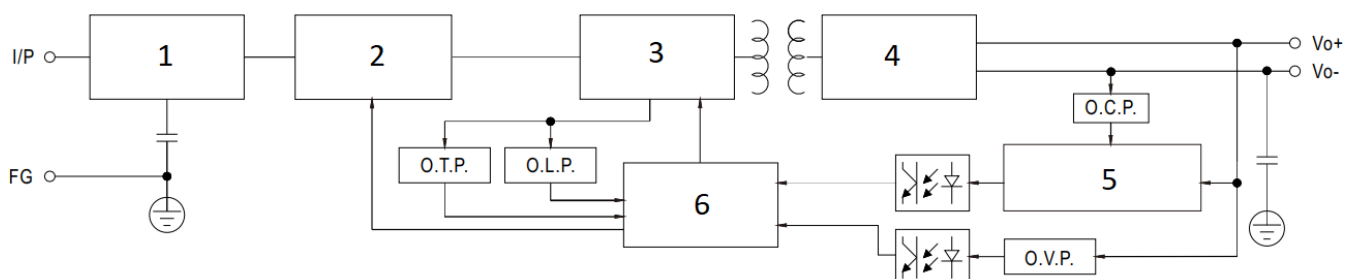 I/P
1
2
3
4
Vo+
Vo-
O.C.P.
FG
O.T.P.
O.L.P.
6
5
O.V.P.